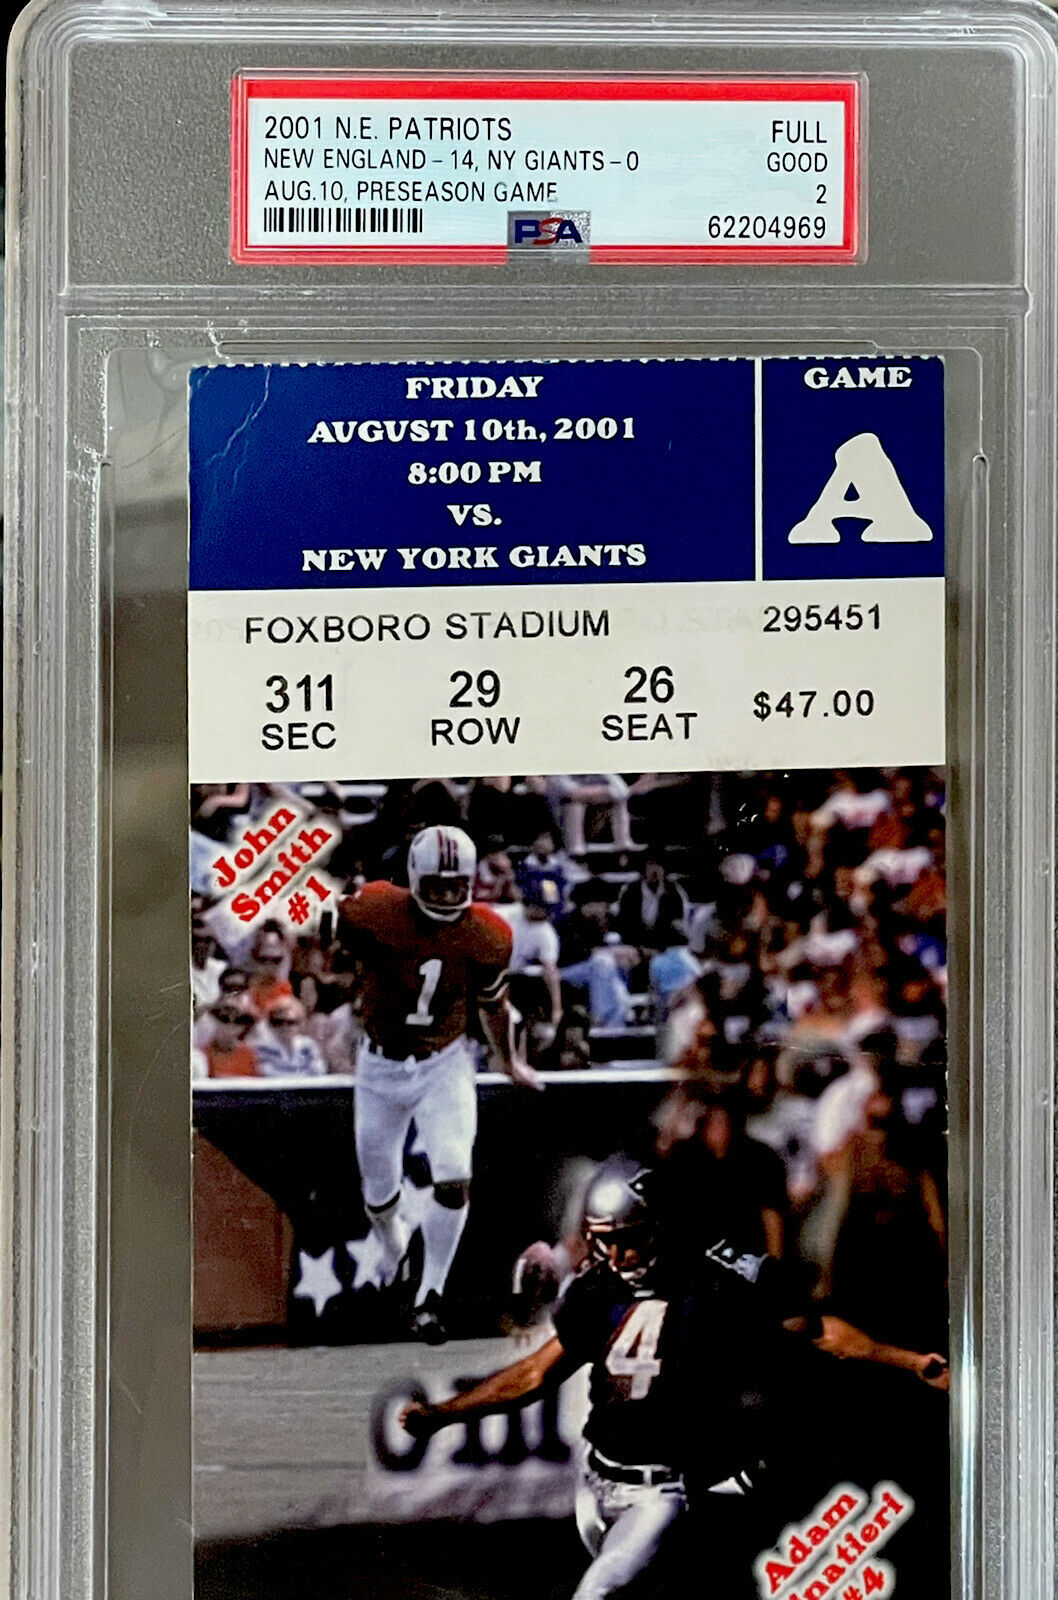 2001 N.E. PATRIOTS FULL
NEW ENGLAND - 14, NY GIANTS - 0 GOOD
AUG.10, PRESEASON GAME 2
PSA 62204969
FRIDAY
AUGUST 10th, 2001
8:00 PM
VS.
NEW YORK GIANTS
GAME
A
FOXBORO STADIUM 295451
311 29 26 $47.00
SEC ROW SEAT
John
Smith
#1
1
4
Adam
inatieri
#4